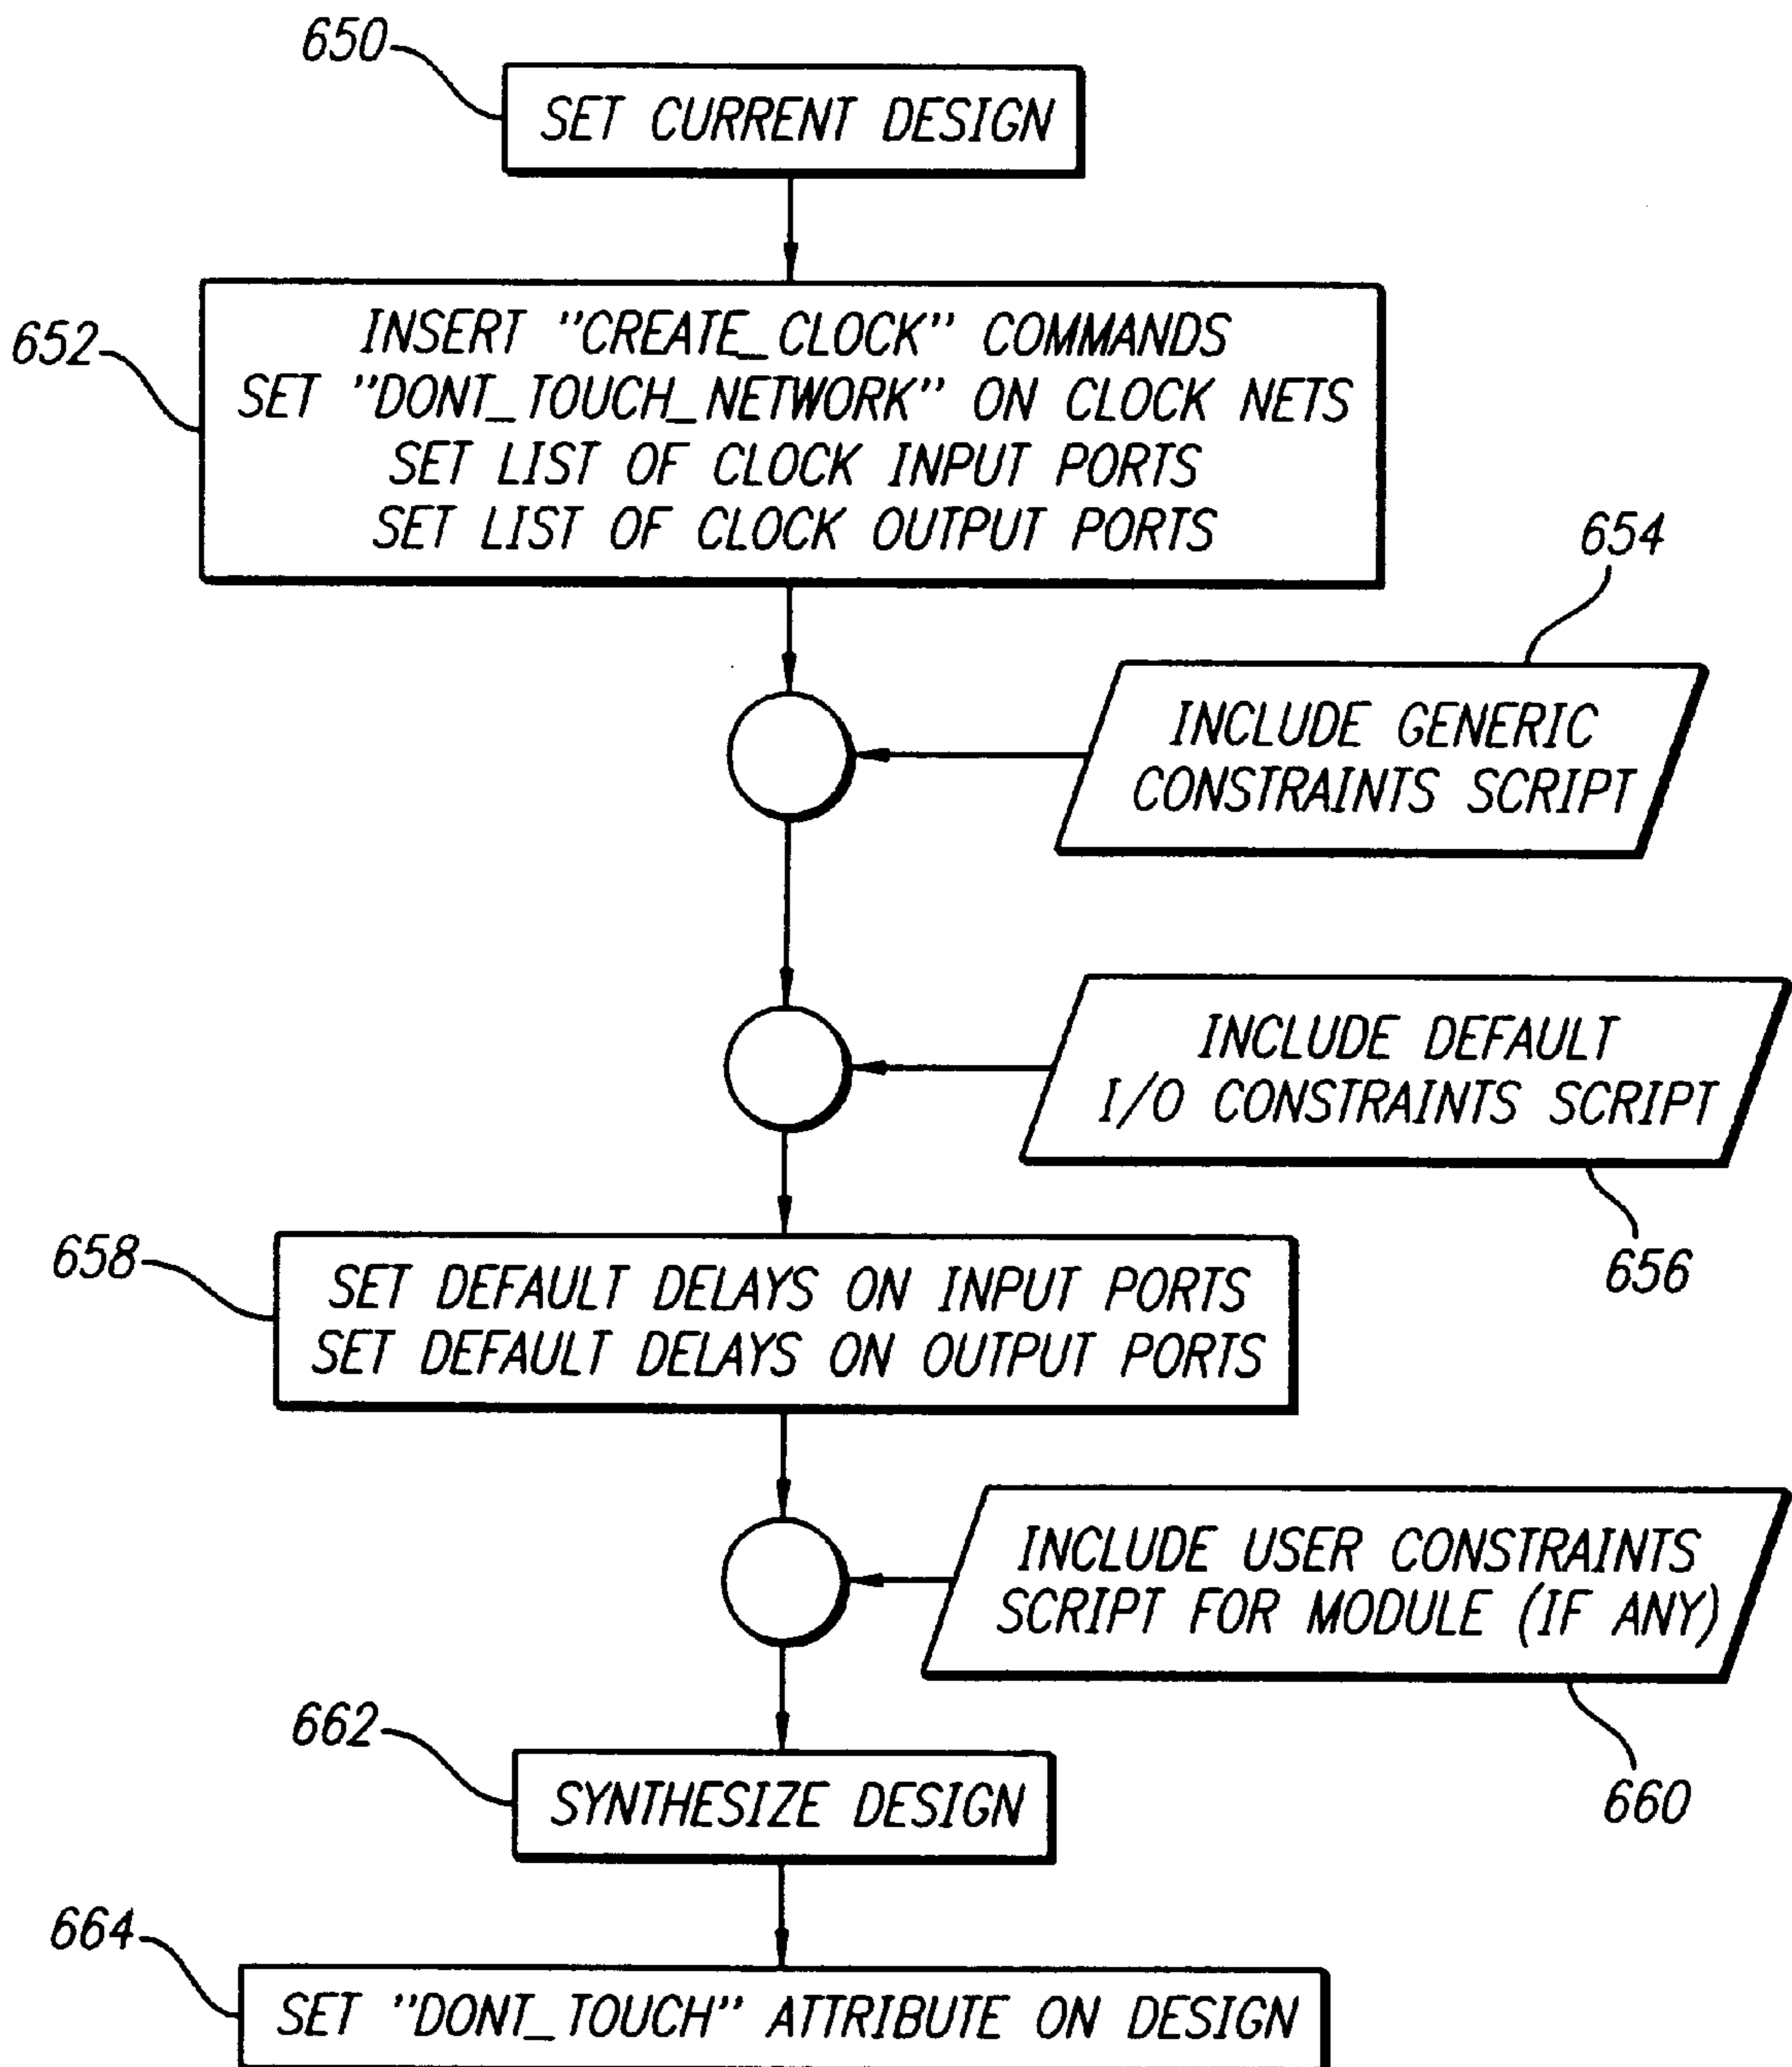 650
SET CURRENT DESIGN
652
INSERT "CREATE_CLOCK" COMMANDS
SET "DONT_TOUCH_NETWORK" ON CLOCK NETS
SET LIST OF CLOCK INPUT PORTS
SET LIST OF CLOCK OUTPUT PORTS
654
INCLUDE GENERIC
CONSTRAINTS SCRIPT
INCLUDE DEFAULT
I/O CONSTRAINTS SCRIPT
656
658
SET DEFAULT DELAYS ON INPUT PORTS
SET DEFAULT DELAYS ON OUTPUT PORTS
INCLUDE USER CONSTRAINTS
SCRIPT FOR MODULE (IF ANY)
660
662
SYNTHESIZE DESIGN
664
SET "DONT_TOUCH" ATTRIBUTE ON DESIGN